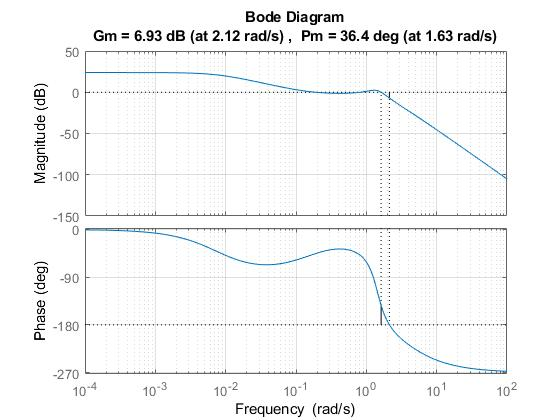 Bode Diagram
Gm = 6.93 dB (at 2.12 rad/s) ,  Pm = 36.4 deg (at 1.63 rad/s)
Magnitude (dB)
50
0
-50
-100
-150
Phase (deg)
0
-90
-180
-270
10^-4 10^-3 10^-2 10^-1 10^0 10^1 10^2
Frequency  (rad/s)